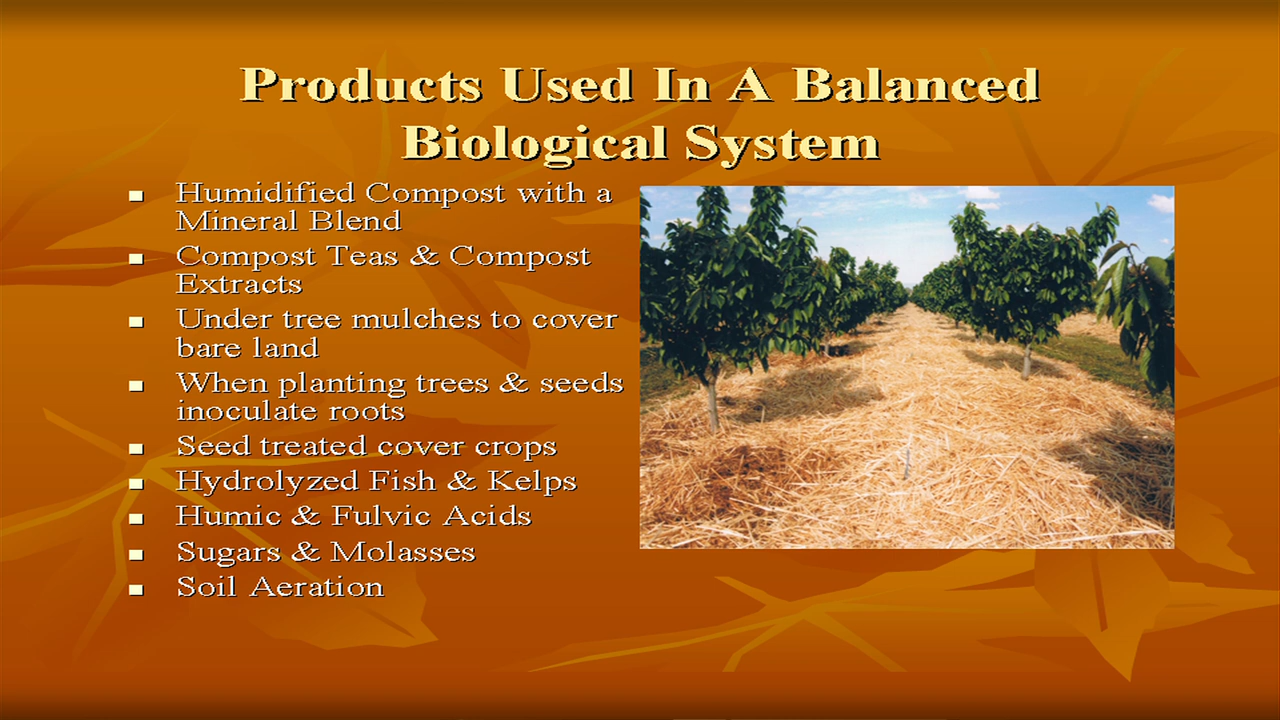 Products Used In A Balanced
Biological System
Humidified Compost with a
Mineral Blend
Compost Teas & Compost
Extracts
Under tree mulches to cover
bare land
When planting trees & seeds
inoculate roots
Seed treated cover crops
Hydrolyzed Fish & Kelps
Humic & Fulvic Acids
Sugars & Molasses
Soil Aeration